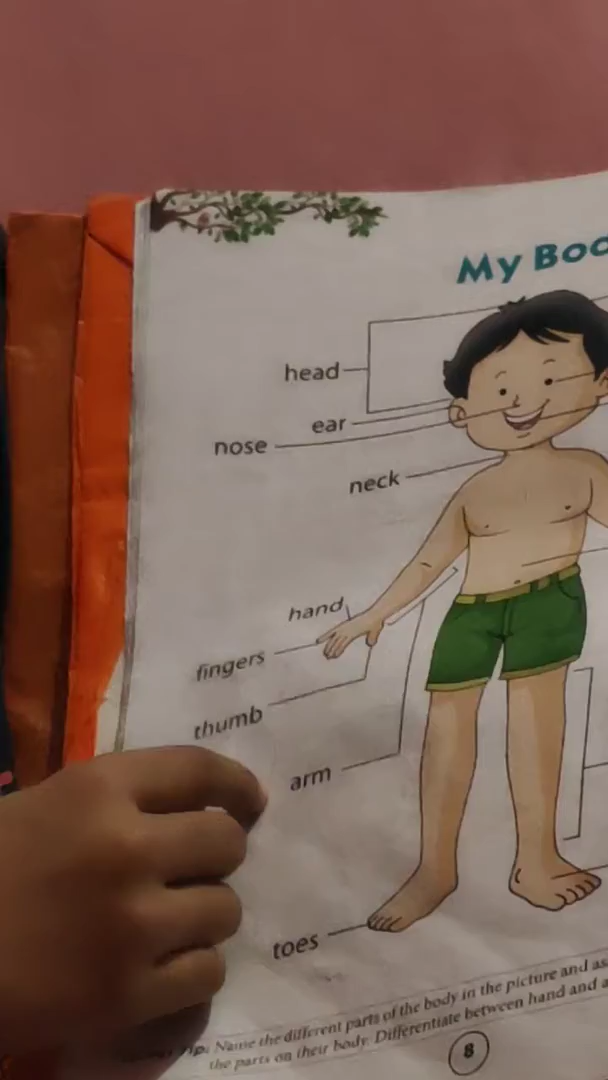 My Boo
head
ear
nose
neck
hand
fingers
thumb
arm
toes
Tip: Name the different parts of the body in the picture and as
the parts on their body. Differentiate between hand and a
8